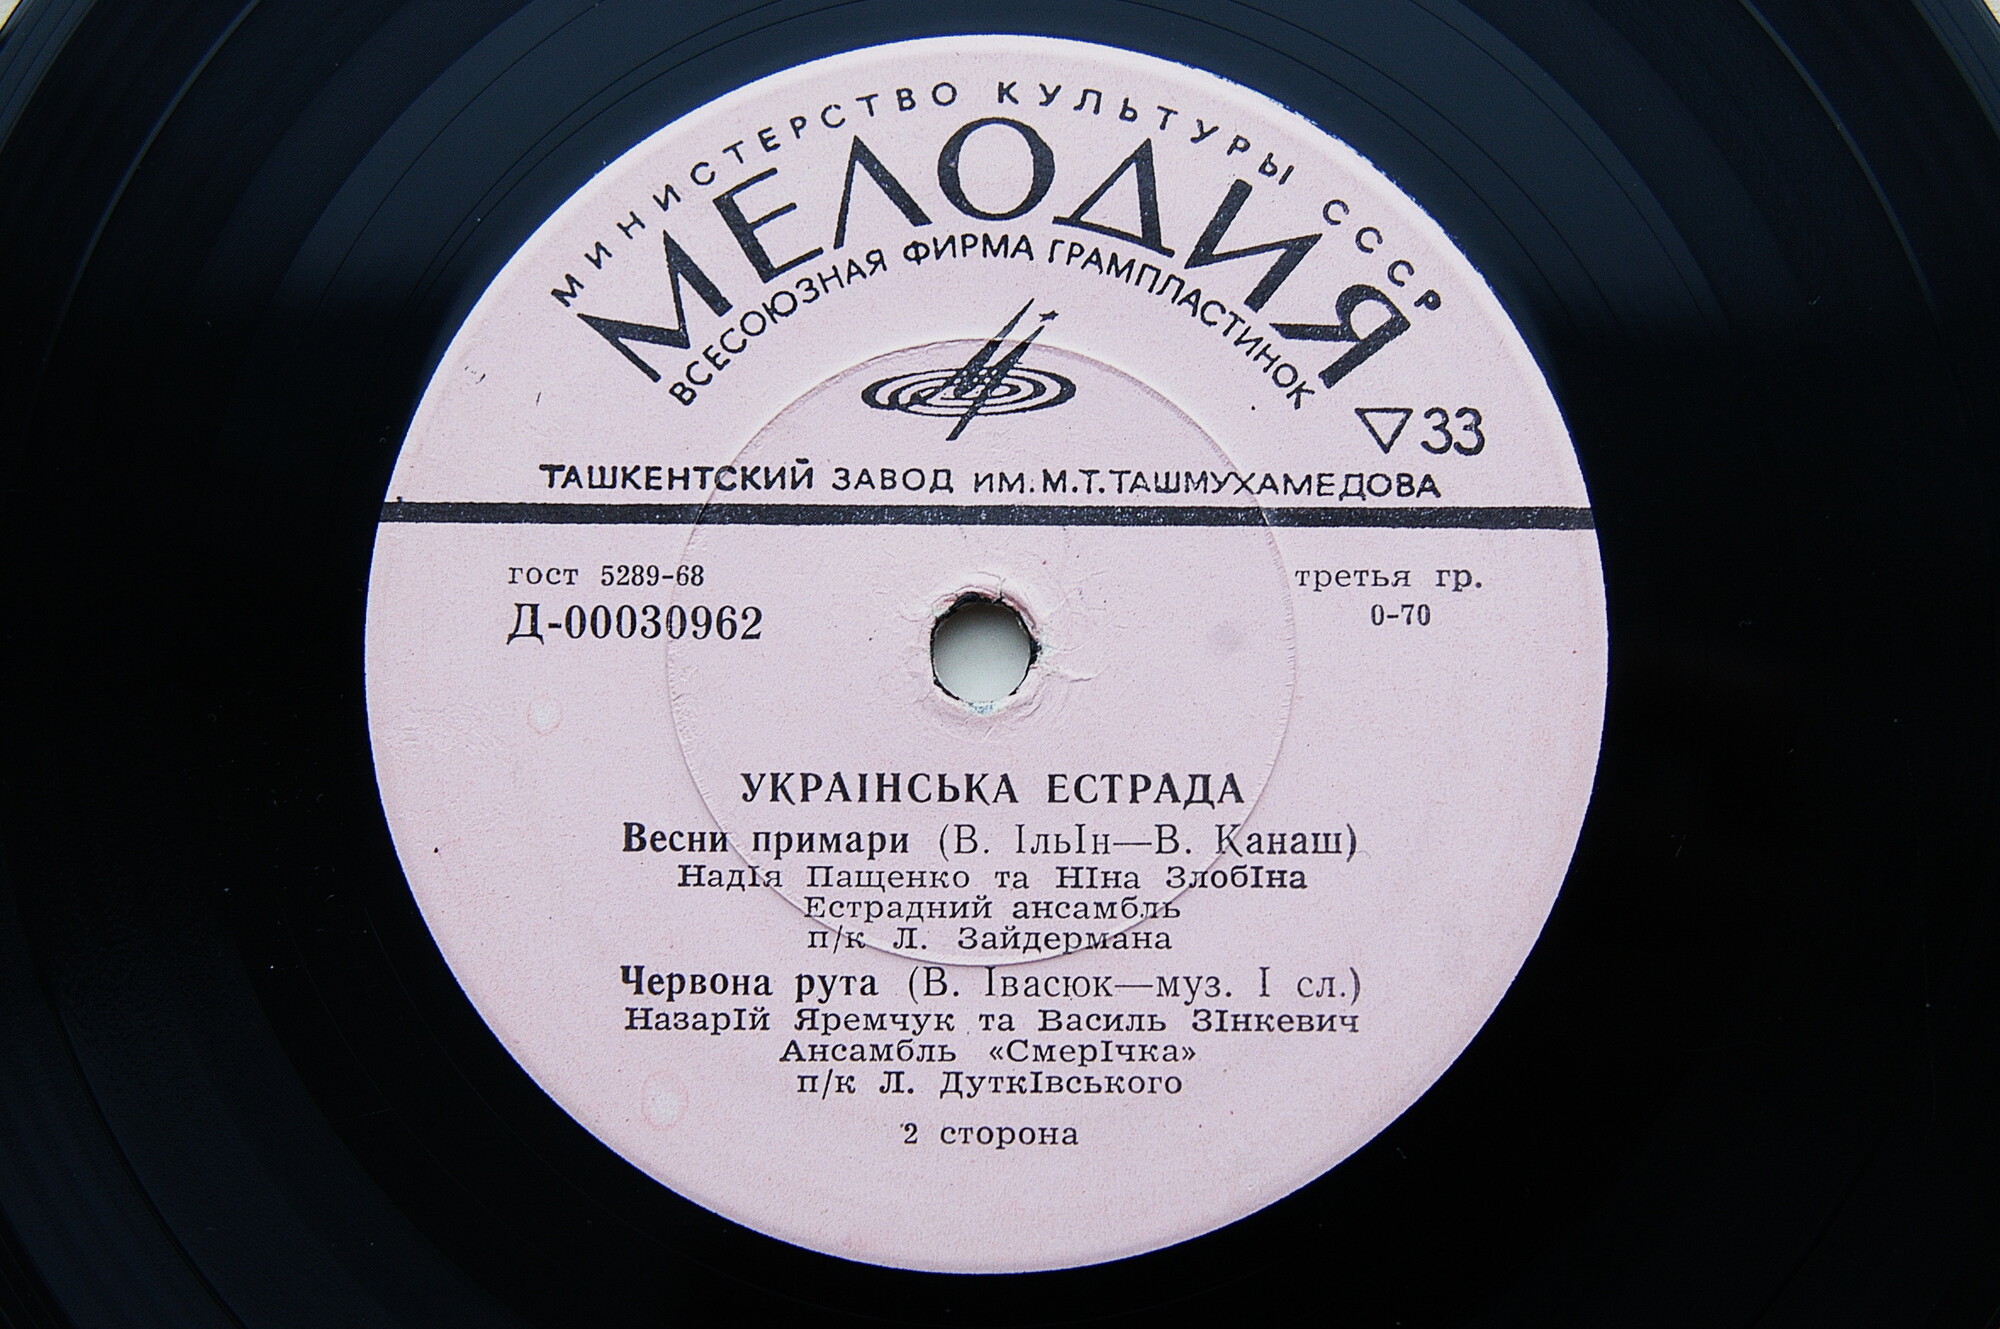 МИНИСТЕРСТВО КУЛЬТУРЫ СССР
МЕЛОДИЯ
ВСЕСОЮЗНАЯ ФИРМА ГРАМПЛАСТИНОК
▽33
ТАШКЕНТСКИЙ ЗАВОД ИМ.М.Т.ТАШМУХАМЕДОВА
гост 5289-68
третья гр.
Д-00030962
0-70
УКРАІНСЬКА ЕСТРАДА
Весни примари (В. ІльІн—В. Канаш)
НадІя Пащенко та НІна ЗлобІна
Естрадний ансамбль
п/к Л. Зайдермана
Червона рута (В. Івасюк—муз. І сл.)
НазарІй Яремчук та Василь ЗІнкевич
Ансамбль «СмерІчка»
п/к Л. ДуткІвського
2 сторона